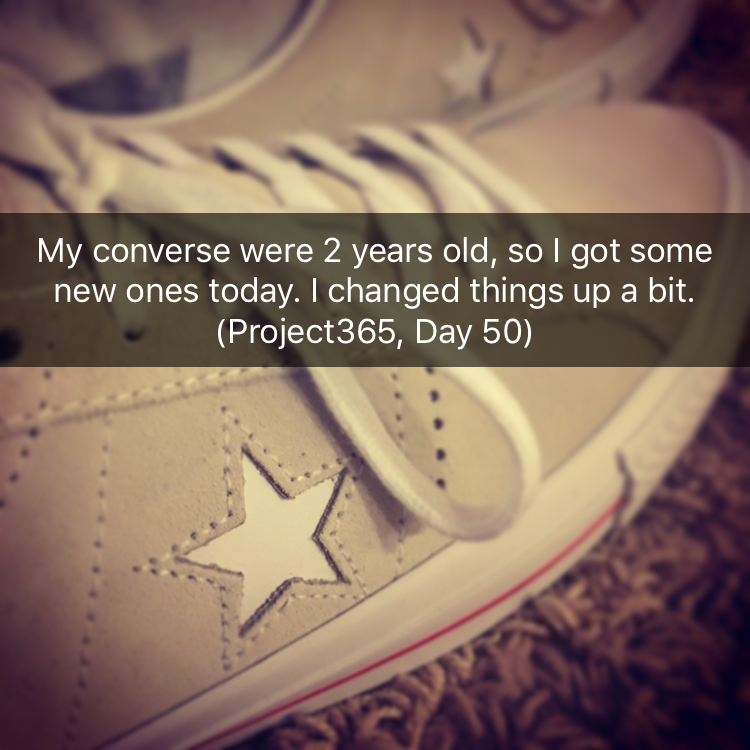 My converse were 2 years old, so I got some
new ones today. I changed things up a bit.
(Project365, Day 50)